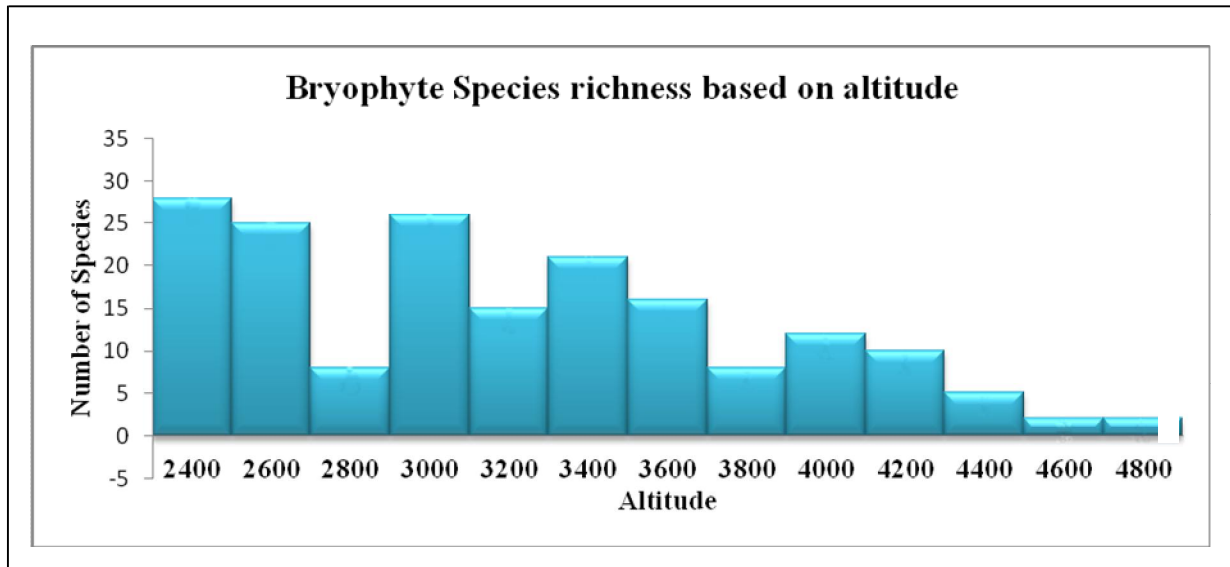 Bryophyte Species richness based on altitude
Number of Species
35
30
25
20
15
10
5
0
-5
2400 2600 2800 3000 3200 3400 3600 3800 4000 4200 4400 4600 4800
Altitude